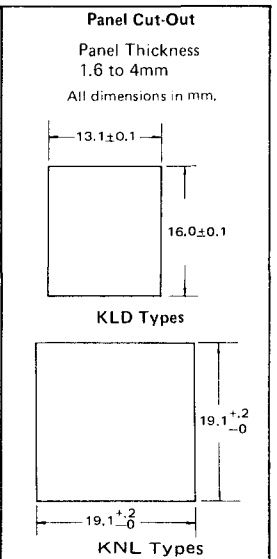 Panel Cut-Out
Panel Thickness
1.6 to 4mm
All dimensions in mm.
13.1±0.1
16.0±0.1
KLD Types
19.1+.2
-0
19.1+.2
-0
KNL Types